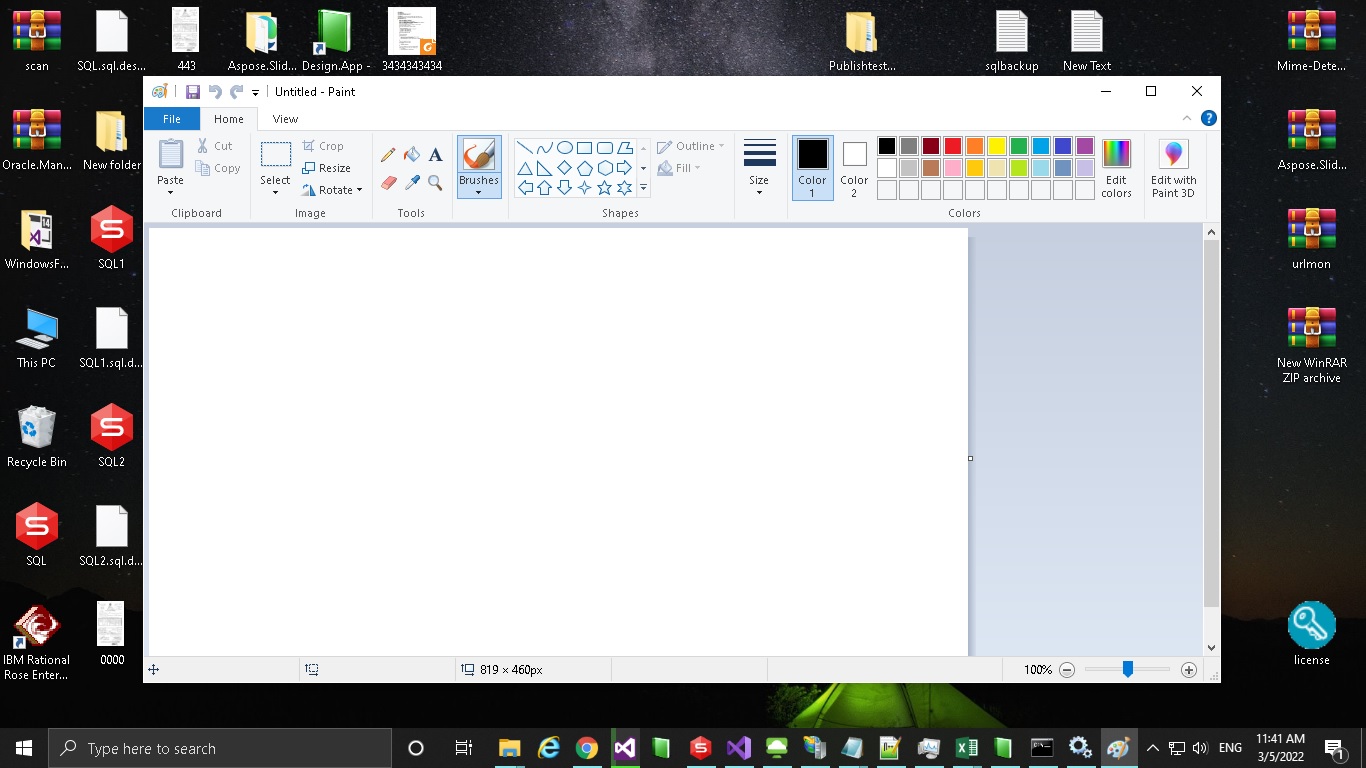 scan
SQL.sql.des...
443
Aspose.Slid...
Design.App -
3434343434
Publishtest...
sqlbackup
New Text
Mime-Dete...
Untitled - Paint
File
Home
View
Oracle.Man...
New folder
Paste
Cut
Copy
Clipboard
Select
Crop
Resize
Rotate
Image
Tools
Brushes
Outline
Fill
Shapes
Size
Color
1
Color
2
Edit
colors
Colors
Edit with
Paint 3D
Aspose.Slid...
WindowsF...
SQL1
urlmon
This PC
SQL1.sql.d...
New WinRAR
ZIP archive
Recycle Bin
SQL2
SQL
SQL2.sql.d...
IBM Rational
Rose Enter...
0000
license
819 × 460px
100%
Type here to search
ENG
11:41 AM
3/5/2022
1